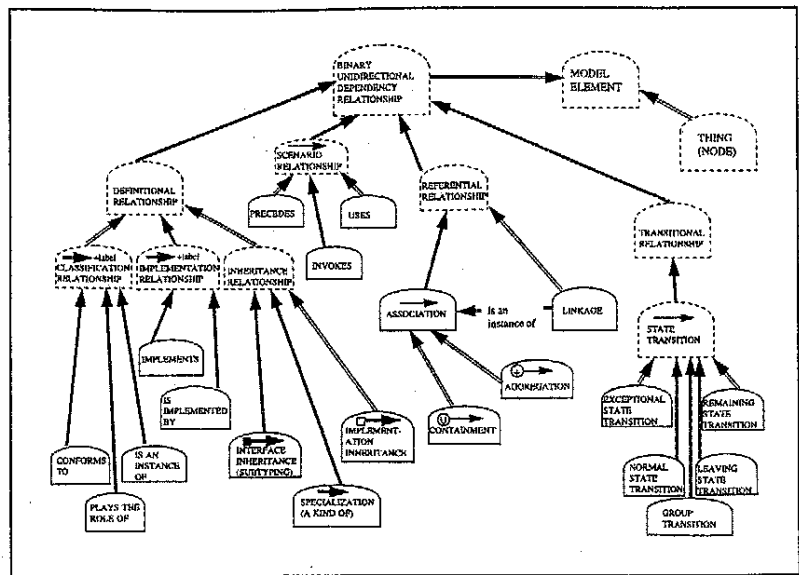 BINARY
UNIDIRECTIONAL
DEPENDENCY
RELATIONSHIP
MODEL
ELEMENT
THING
(NODE)
SCENARIO
RELATIONSHIP
DEFINITIONAL
RELATIONSHIP
REFERENTIAL
RELATIONSHIP
PRECEDES
USES
INVOKES
TRANSITIONAL
RELATIONSHIP
+label
CLASSIFICATION
RELATIONSHIP
+label
IMPLEMENTATION
RELATIONSHIP
INHERITANCE
RELATIONSHIP
ASSOCIATION
is an
instance of
LINKAGE
STATE
TRANSITION
IMPLEMENTS
IS
IMPLEMENTED
BY
+
AGGREGATION
U
CONTAINMENT
EXCEPTIONAL
STATE
TRANSITION
REMAINING
STATE
TRANSITION
CONFORMS
TO
IS AN
INSTANCE
OF
INTERFACE
INHERITANCE
(SUBTYPING)
IMPLEMENT-
ATION
INHERITANCE
NORMAL
STATE
TRANSITION
LEAVING
STATE
TRANSITION
PLAYS THE
ROLE OF
SPECIALIZATION
(A KIND OF)
GROUP
TRANSITION